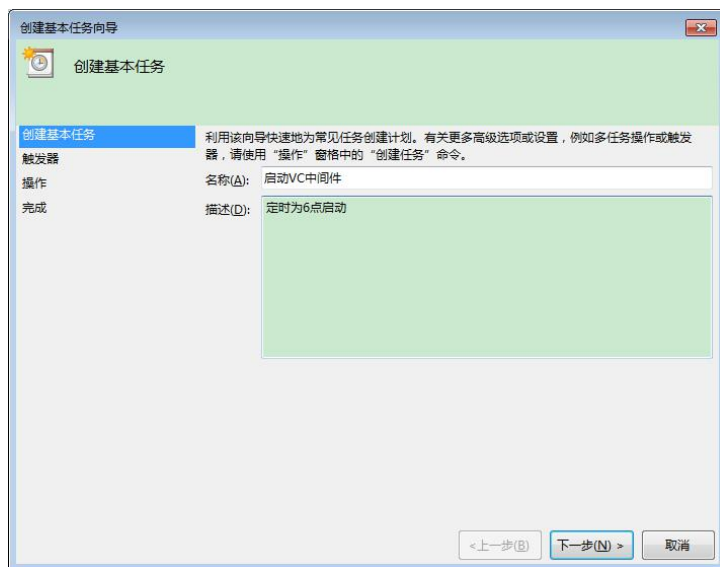 创建基本任务向导
创建基本任务
创建基本任务
触发器
操作
完成
利用该向导快速地为常见任务创建计划。有关更多高级选项或设置，例如多任务操作或触发
器，请使用“操作”窗格中的“创建任务”命令。
名称(A): 启动VC中间件
描述(D): 定时为6点启动
<上一步(B) 下一步(N) > 取消